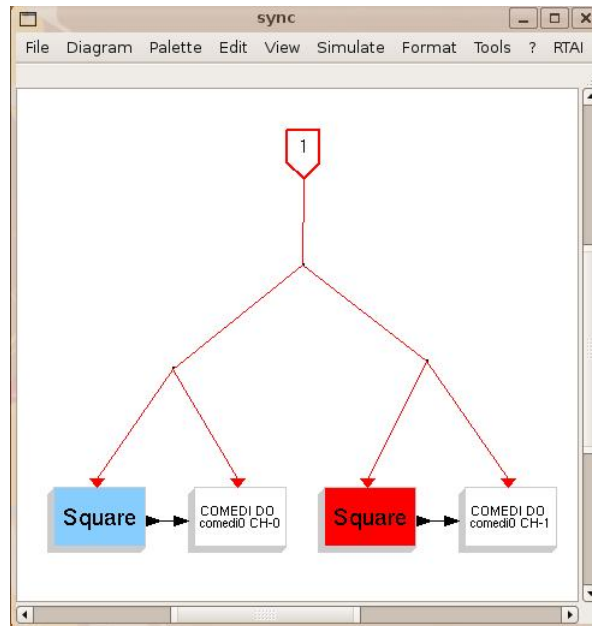 sync
File Diagram Palette Edit View Simulate Format Tools ? RTAI
1
Square
COMEDI DO
comedi0 CH-0
Square
COMEDI DO
comedi0 CH-1